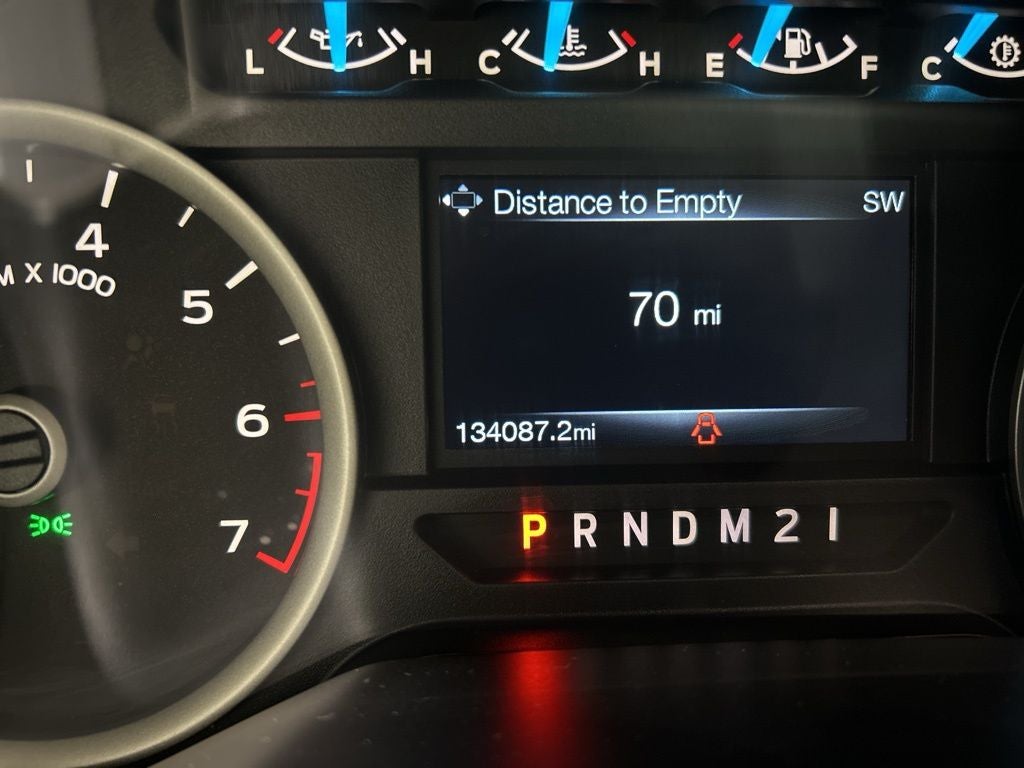 L H C H E F C
4
M X 1000
5
6
7
Distance to Empty SW
70 mi
134087.2mi
P R N D M 2 1